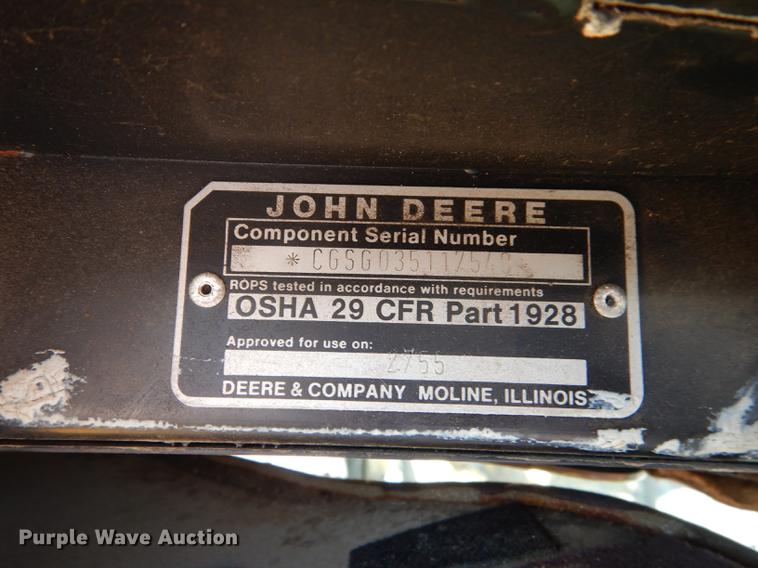 JOHN DEERE
Component Serial Number
ROPS tested in accordance with requirements
OSHA 29 CFR Part 1928
Approved for use on:
2755
DEERE & COMPANY MOLINE, ILLINOIS
Purple Wave Auction